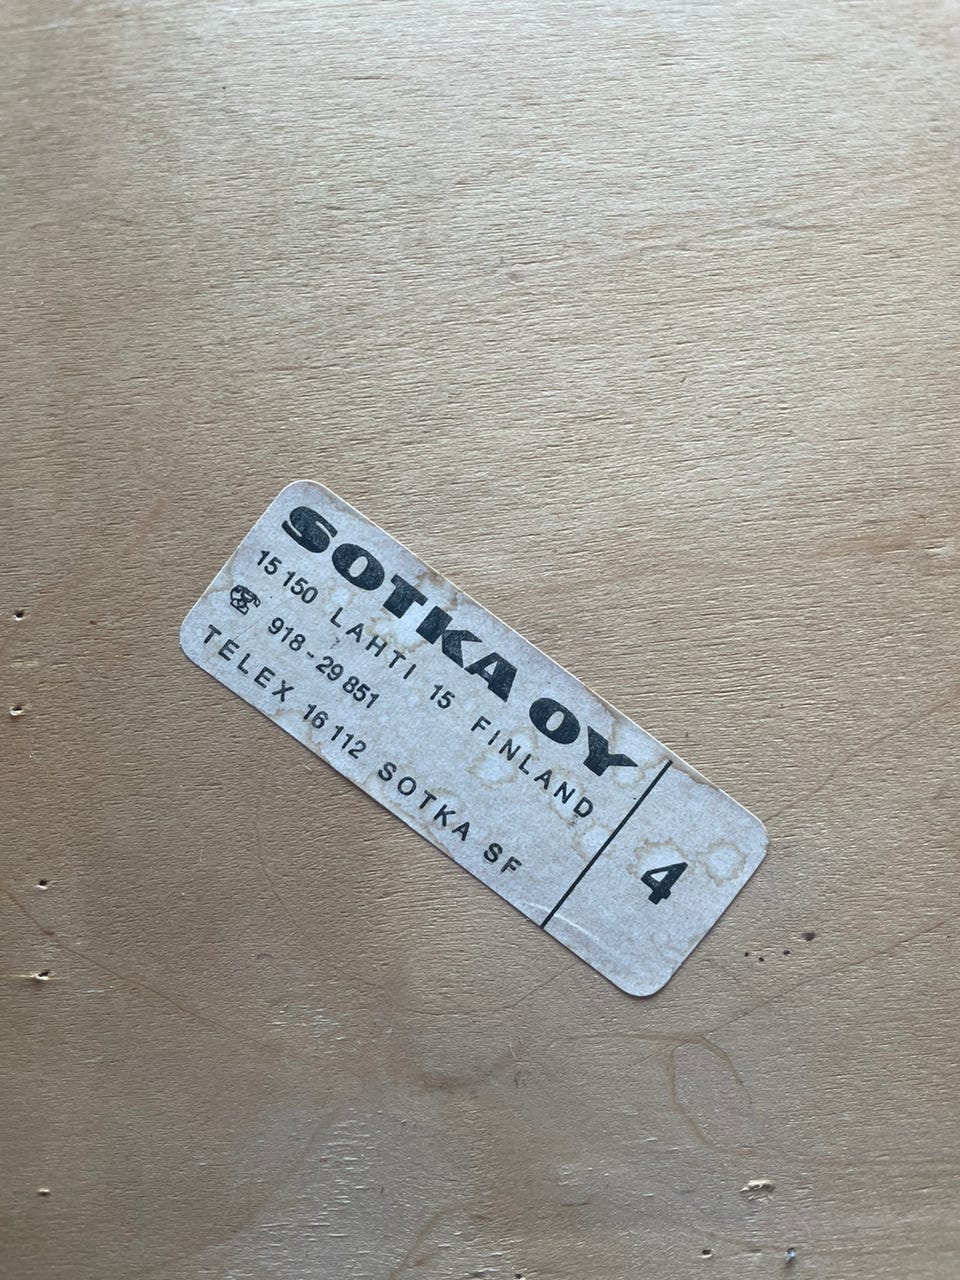 SOTKA OY
15 150 LAHTI 15 FINLAND
☎ 918 - 29 851
TELEX 16 112 SOTKA SF
4